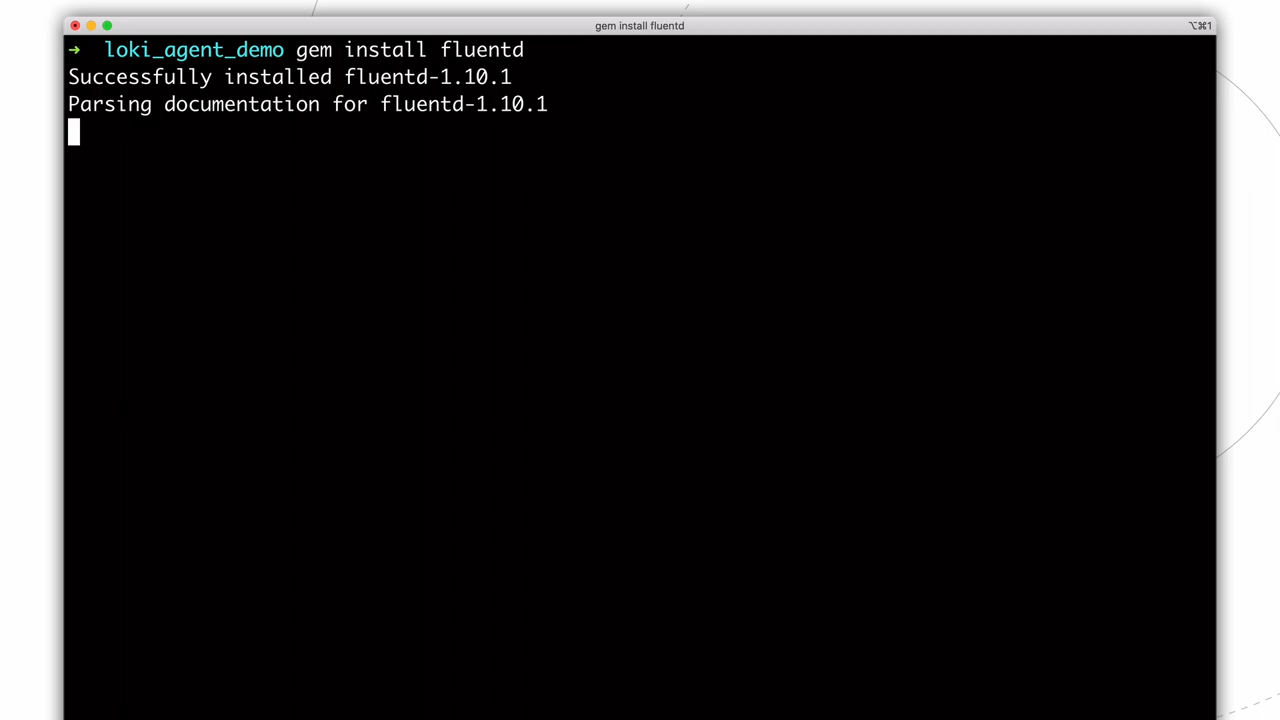 gem install fluentd
⌥⌘1
➜ loki_agent_demo gem install fluentd
Successfully installed fluentd-1.10.1
Parsing documentation for fluentd-1.10.1